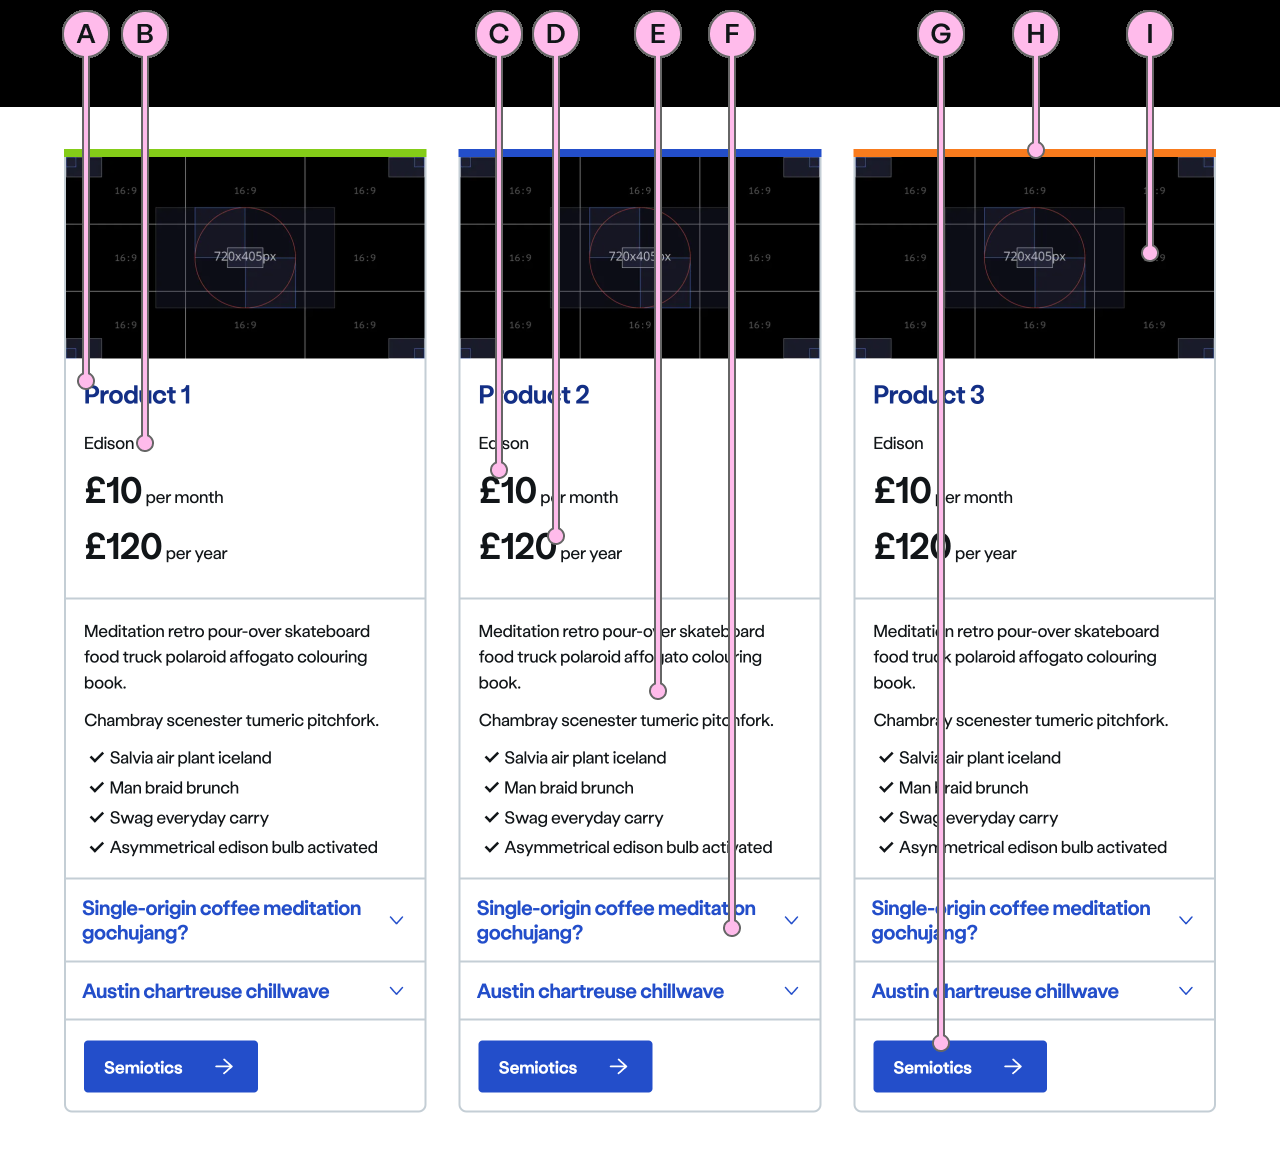 A B C D E F G H I
16:9 16:9 16:9
16:9 720x405px 16:9
16:9 16:9 16:9
Product 1
Edison
£10 per month
£120 per year
Meditation retro pour-over skateboard
food truck polaroid affogato colouring
book.
Chambray scenester tumeric pitchfork.
Salvia air plant iceland
Man braid brunch
Swag everyday carry
Asymmetrical edison bulb activated
Single-origin coffee meditation
gochujang?
Austin chartreuse chillwave
Semiotics
16:9 16:9 16:9
16:9 720x405px 16:9
16:9 16:9 16:9
Product 2
Edison
£10 per month
£120 per year
Meditation retro pour-over skateboard
food truck polaroid affogato colouring
book.
Chambray scenester tumeric pitchfork.
Salvia air plant iceland
Man braid brunch
Swag everyday carry
Asymmetrical edison bulb activated
Single-origin coffee meditation
gochujang?
Austin chartreuse chillwave
Semiotics
16:9 16:9 16:9
16:9 720x405px 16:9
16:9 16:9 16:9
Product 3
Edison
£10 per month
£120 per year
Meditation retro pour-over skateboard
food truck polaroid affogato colouring
book.
Chambray scenester tumeric pitchfork.
Salvia air plant iceland
Man braid brunch
Swag everyday carry
Asymmetrical edison bulb activated
Single-origin coffee meditation
gochujang?
Austin chartreuse chillwave
Semiotics